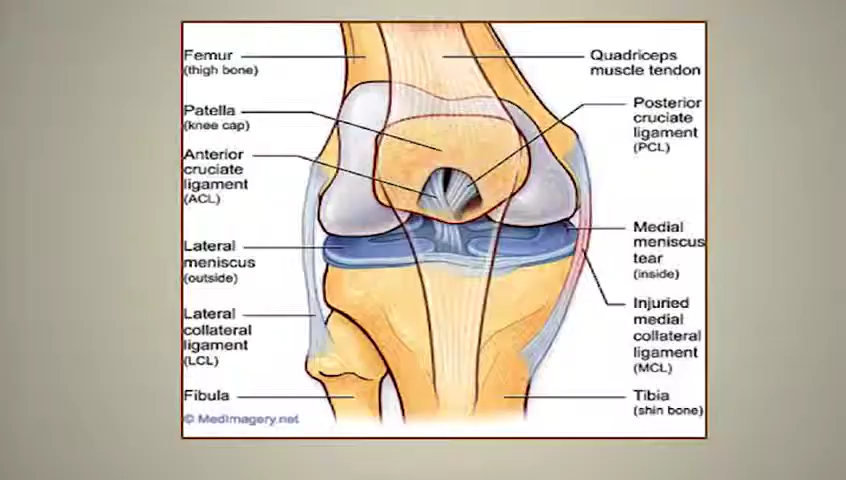 Femur
(thigh bone)
Patella
(knee cap)
Anterior
cruciate
ligament
(ACL)
Lateral
meniscus
(outside)
Lateral
collateral
ligament
(LCL)
Fibula
© MedImagery.net
Quadriceps
muscle tendon
Posterior
cruciate
ligament
(PCL)
Medial
meniscus
tear
(inside)
Injuried
medial
collateral
ligament
(MCL)
Tibia
(shin bone)